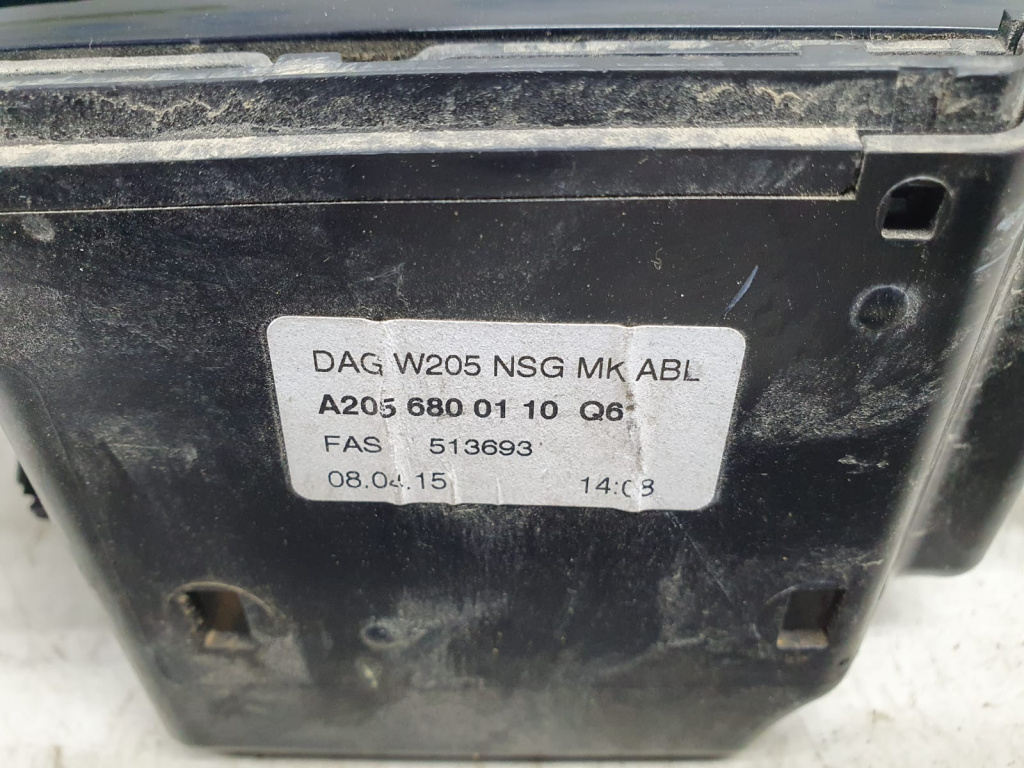 DAG W205 NSG MK ABL
A205 680 01 10 Q6
FAS 513693
08.04.15 14:08